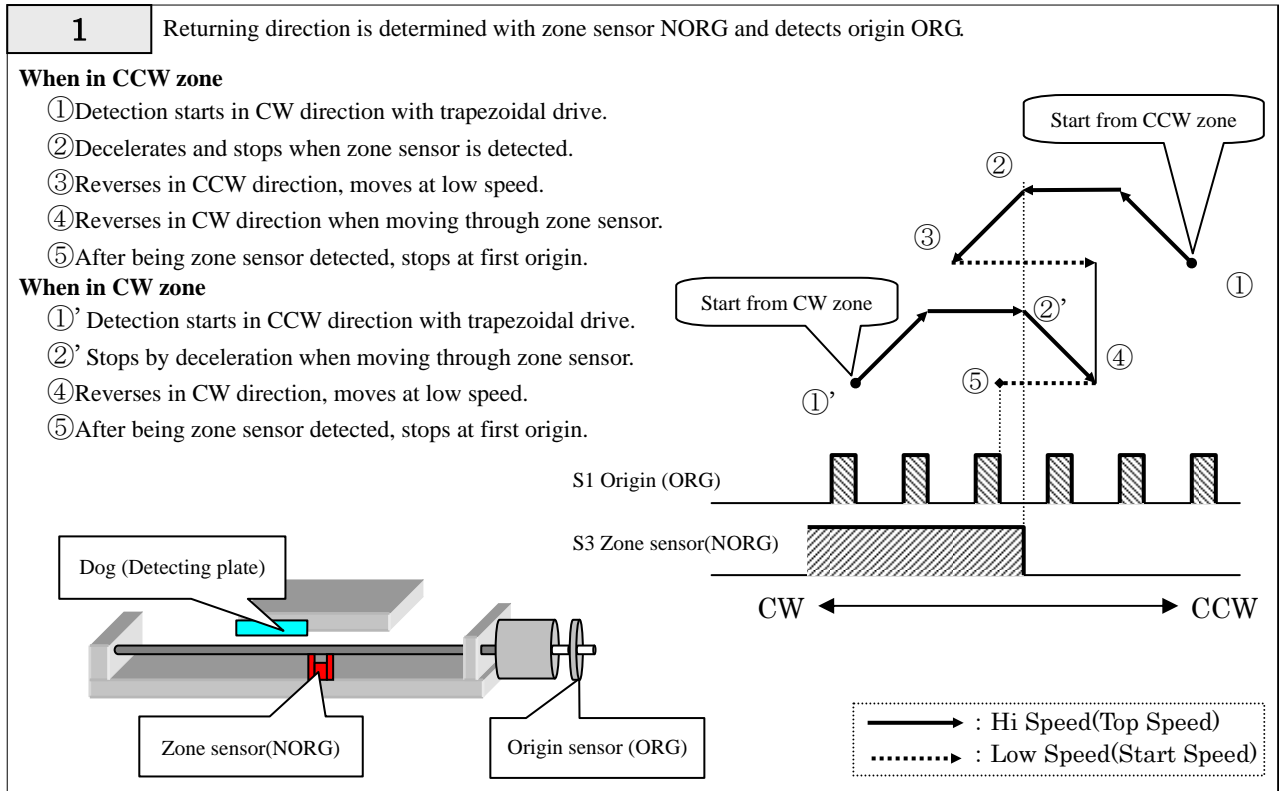 1
Returning direction is determined with zone sensor NORG and detects origin ORG.
When in CCW zone
①Detection starts in CW direction with trapezoidal drive.
②Decelerates and stops when zone sensor is detected.
③Reverses in CCW direction, moves at low speed.
④Reverses in CW direction when moving through zone sensor.
⑤After being zone sensor detected, stops at first origin.
When in CW zone
①’ Detection starts in CCW direction with trapezoidal drive.
②’ Stops by deceleration when moving through zone sensor.
④Reverses in CW direction, moves at low speed.
⑤After being zone sensor detected, stops at first origin.
Start from CCW zone
②
③
①
Start from CW zone
②’
④
⑤
①’
S1 Origin (ORG)
S3 Zone sensor(NORG)
CW
CCW
Dog (Detecting plate)
Zone sensor(NORG)
Origin sensor (ORG)
: Hi Speed(Top Speed)
: Low Speed(Start Speed)